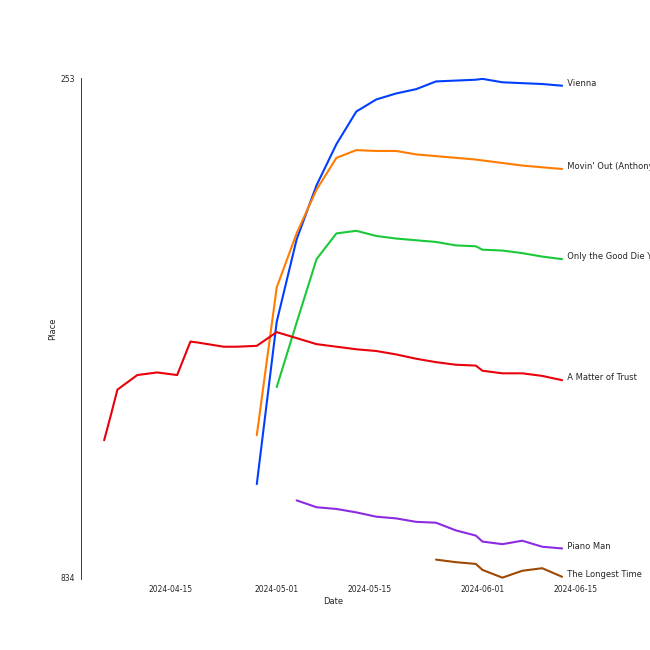 253
Vienna
Movin' Out (Anthony
Only the Good Die
Place
A Matter of Trust
Piano Man
The Longest Time
834
2024-04-15
2024-05-01
2024-05-15
2024-06-01
2024-06-15
Date